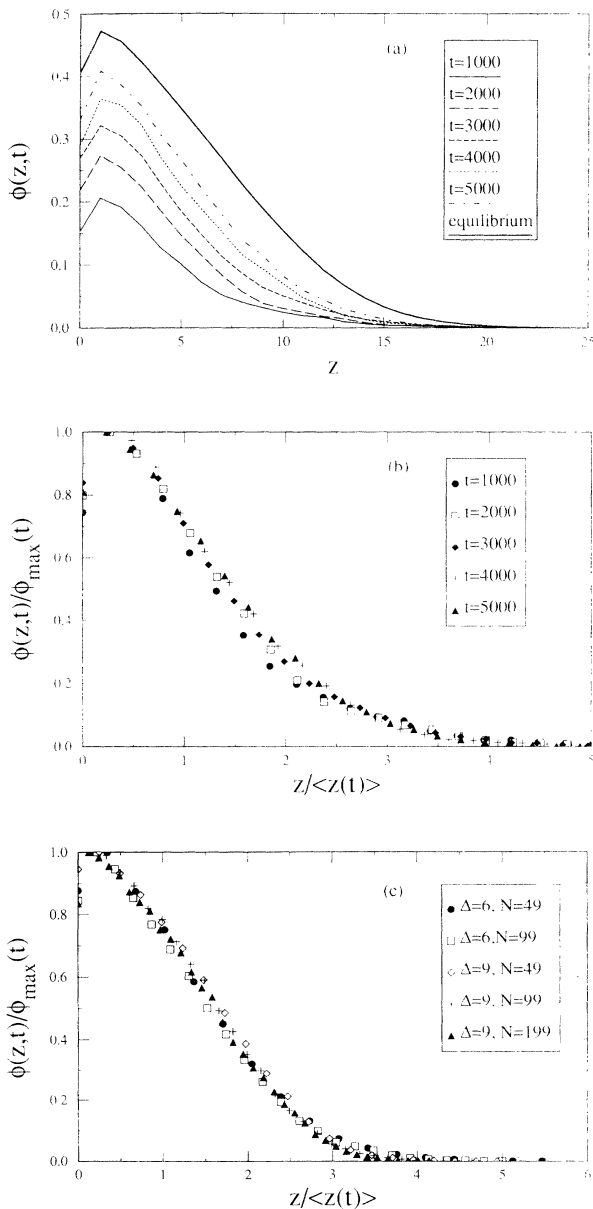 0.5
0.4
0.3
0.2
0.1
0.0
ϕ(z,t)
(a)
t=1000
t=2000
t=3000
t=4000
t=5000
equilibrium
0
5
10
15
20
25
z
1.0
0.8
0.6
0.4
0.2
0.0
ϕ(z,t)/ϕmax(t)
(b)
t=1000
t=2000
t=3000
t=4000
t=5000
0
1
2
3
4
5
z/<z(t)>
1.0
0.8
0.6
0.4
0.2
0.0
ϕ(z,t)/ϕmax(t)
(c)
Δ=6, N=49
Δ=6,N=99
Δ=9, N=49
Δ=9, N=99
Δ=9, N=199
0
1
2
3
4
5
6
z/<z(t)>